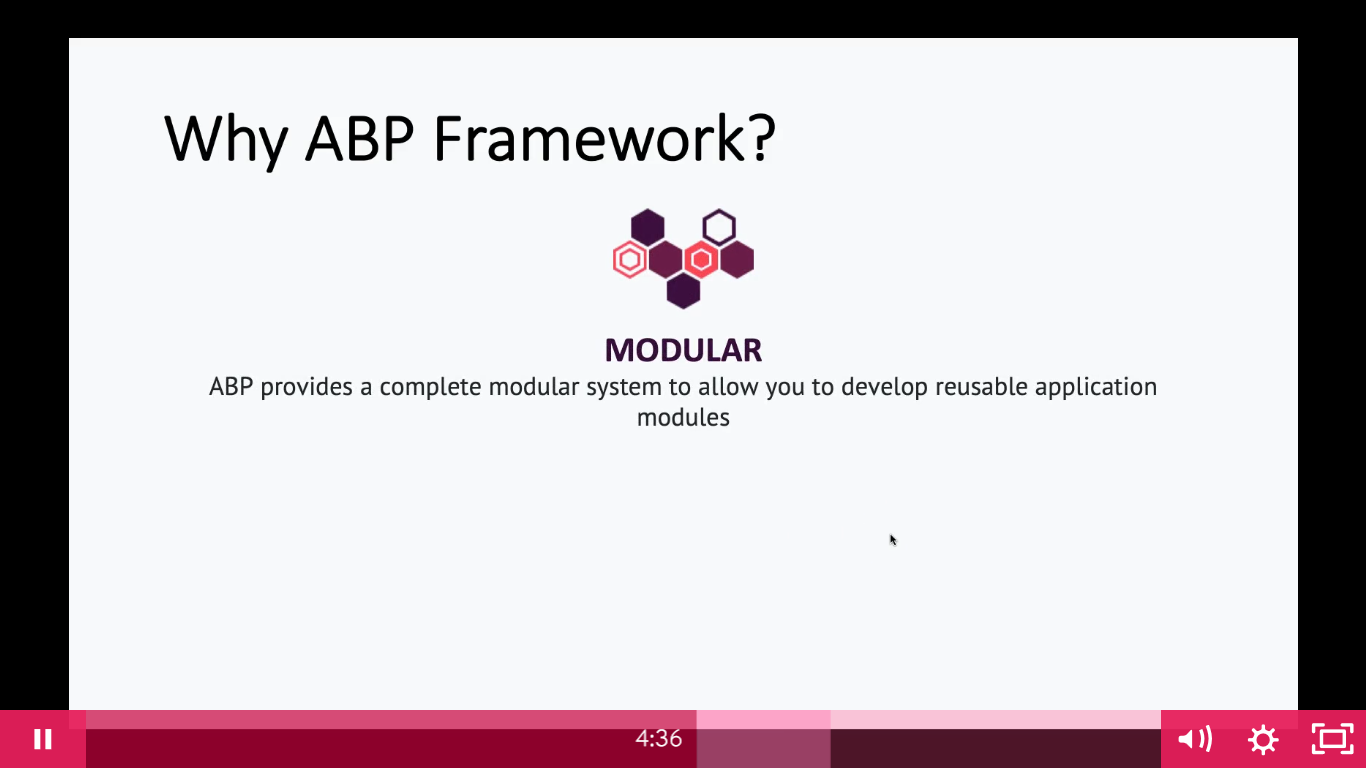 Why ABP Framework?
MODULAR
ABP provides a complete modular system to allow you to develop reusable application
modules
4:36